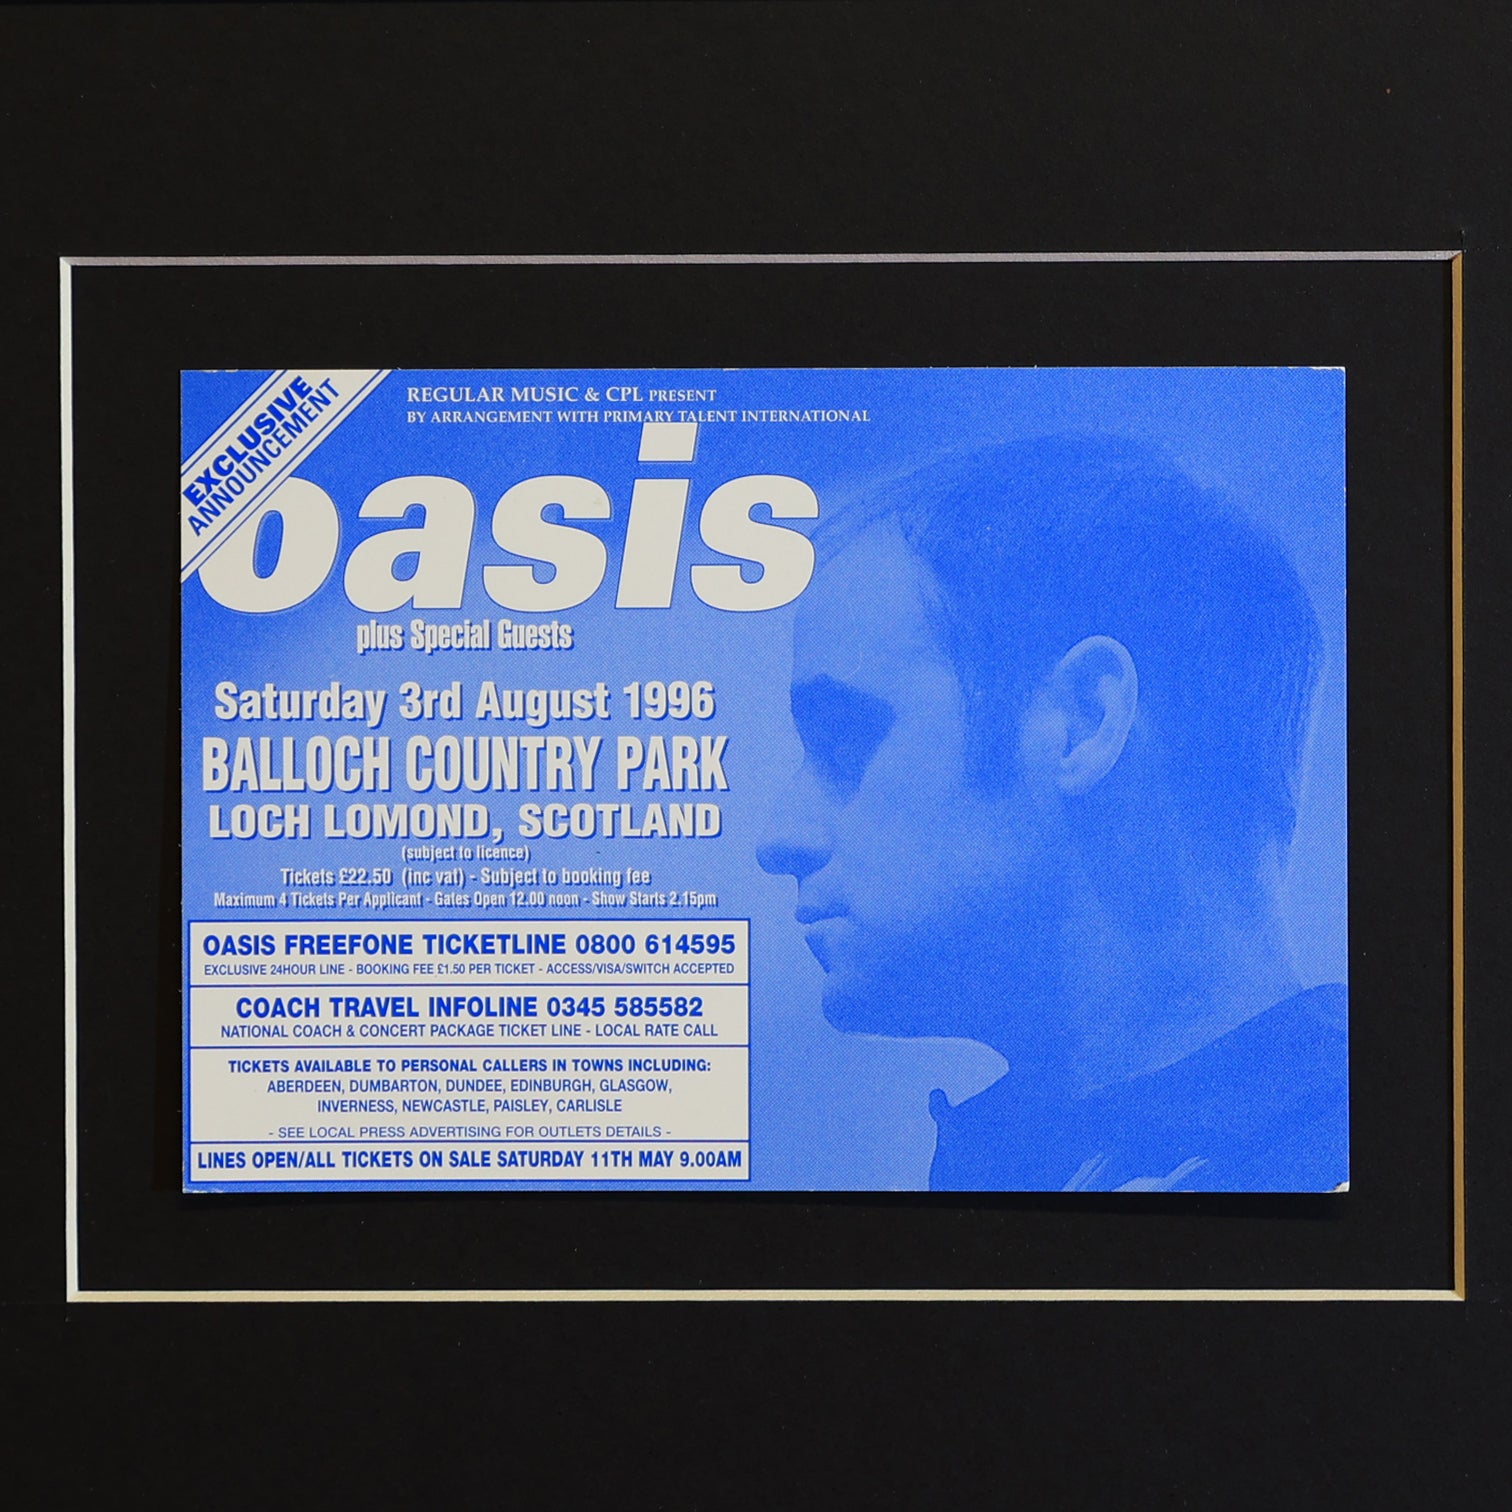 EXCLUSIVE
ANNOUNCEMENT
REGULAR MUSIC & CPL PRESENT
BY ARRANGEMENT WITH PRIMARY TALENT INTERNATIONAL
oasis
plus Special Guests
Saturday 3rd August 1996
BALLOCH COUNTRY PARK
LOCH LOMOND, SCOTLAND
(subject to licence)
Tickets £22.50 (inc vat) - Subject to booking fee
Maximum 4 Tickets Per Applicant - Gates Open 12.00 noon - Show Starts 2.15pm
OASIS FREEFONE TICKETLINE 0800 614595
EXCLUSIVE 24HOUR LINE - BOOKING FEE £1.50 PER TICKET - ACCESS/VISA/SWITCH ACCEPTED
COACH TRAVEL INFOLINE 0345 585582
NATIONAL COACH & CONCERT PACKAGE TICKET LINE - LOCAL RATE CALL
TICKETS AVAILABLE TO PERSONAL CALLERS IN TOWNS INCLUDING:
ABERDEEN, DUMBARTON, DUNDEE, EDINBURGH, GLASGOW,
INVERNESS, NEWCASTLE, PAISLEY, CARLISLE
- SEE LOCAL PRESS ADVERTISING FOR OUTLETS DETAILS -
LINES OPEN/ALL TICKETS ON SALE SATURDAY 11TH MAY 9.00AM